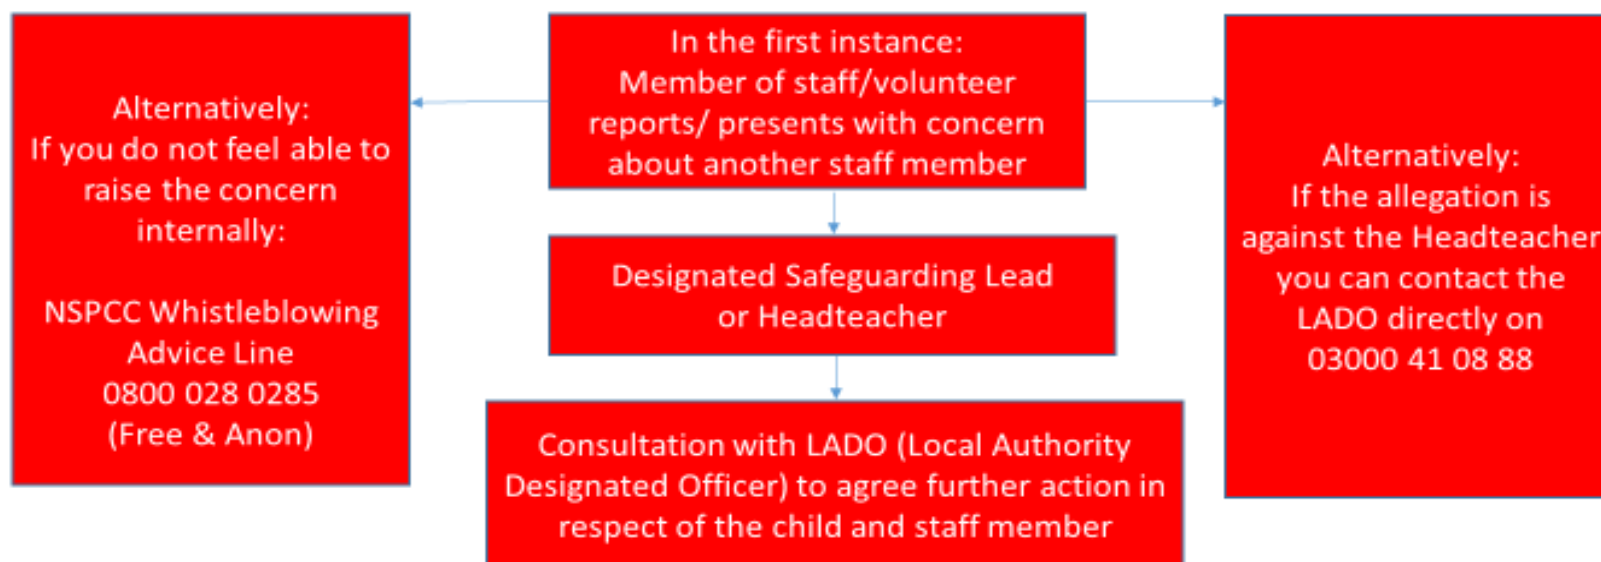 Alternatively:
If you do not feel able to
raise the concern
internally:
NSPCC Whistleblowing
Advice Line
0800 028 0285
(Free & Anon)
In the first instance:
Member of staff/volunteer
reports/ presents with concern
about another staff member
Designated Safeguarding Lead
or Headteacher
Consultation with LADO (Local Authority
Designated Officer) to agree further action in
respect of the child and staff member
Alternatively:
If the allegation is
against the Headteacher
you can contact the
LADO directly on
03000 41 08 88